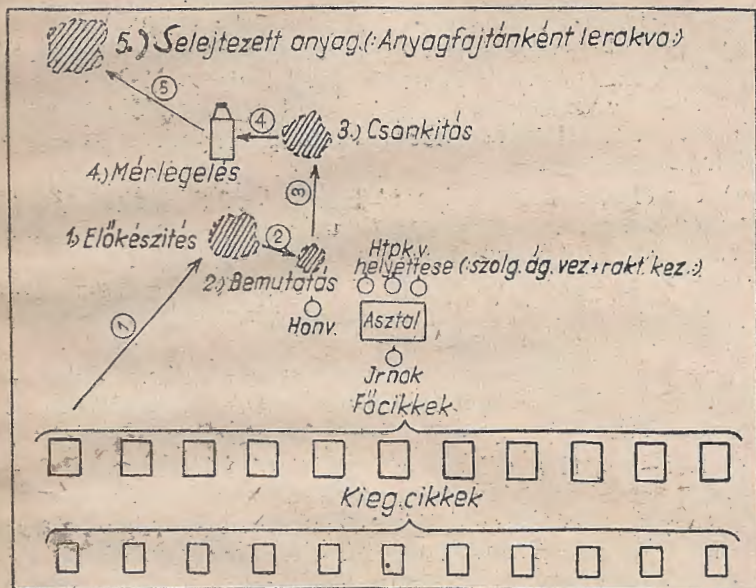 5.) Selejtezett anyag.(:Anyagfajtánként lerakva:)
5
4
3.) Csonkitás
4.) Mérlegelés
3
1.) Előkészítés
2
2.) Bemutatás
Htpk.v.
helyettese (:szolg.ág.vez.+rakt.kez.:)
Honv.
Asztal
1
Jrnok
Főcikkek
Kieg.cikkek